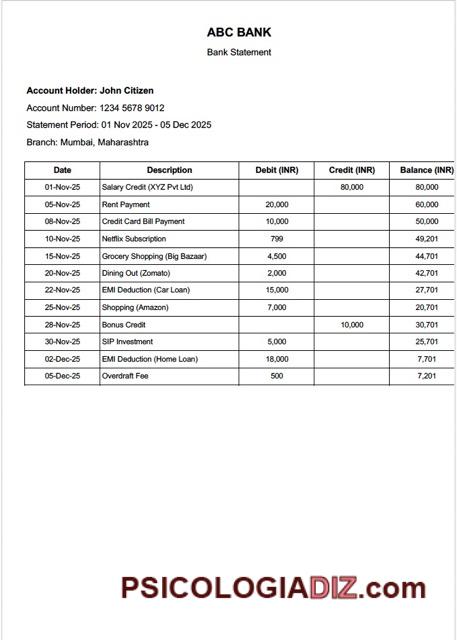 ABC BANK
Bank Statement
Account Holder: John Citizen
Account Number: 1234 5678 9012
Statement Period: 01 Nov 2025 - 05 Dec 2025
Branch: Mumbai, Maharashtra
Date Description Debit (INR) Credit (INR) Balance (INR)
01-Nov-25 Salary Credit (XYZ Pvt Ltd) 80,000 80,000
05-Nov-25 Rent Payment 20,000 60,000
08-Nov-25 Credit Card Bill Payment 10,000 50,000
10-Nov-25 Netflix Subscription 799 49,201
15-Nov-25 Grocery Shopping (Big Bazaar) 4,500 44,701
20-Nov-25 Dining Out (Zomato) 2,000 42,701
22-Nov-25 EMI Deduction (Car Loan) 15,000 27,701
25-Nov-25 Shopping (Amazon) 7,000 20,701
28-Nov-25 Bonus Credit 10,000 30,701
30-Nov-25 SIP Investment 5,000 25,701
02-Dec-25 EMI Deduction (Home Loan) 18,000 7,701
05-Dec-25 Overdraft Fee 500 7,201
PSICOLOGIADIZ.com